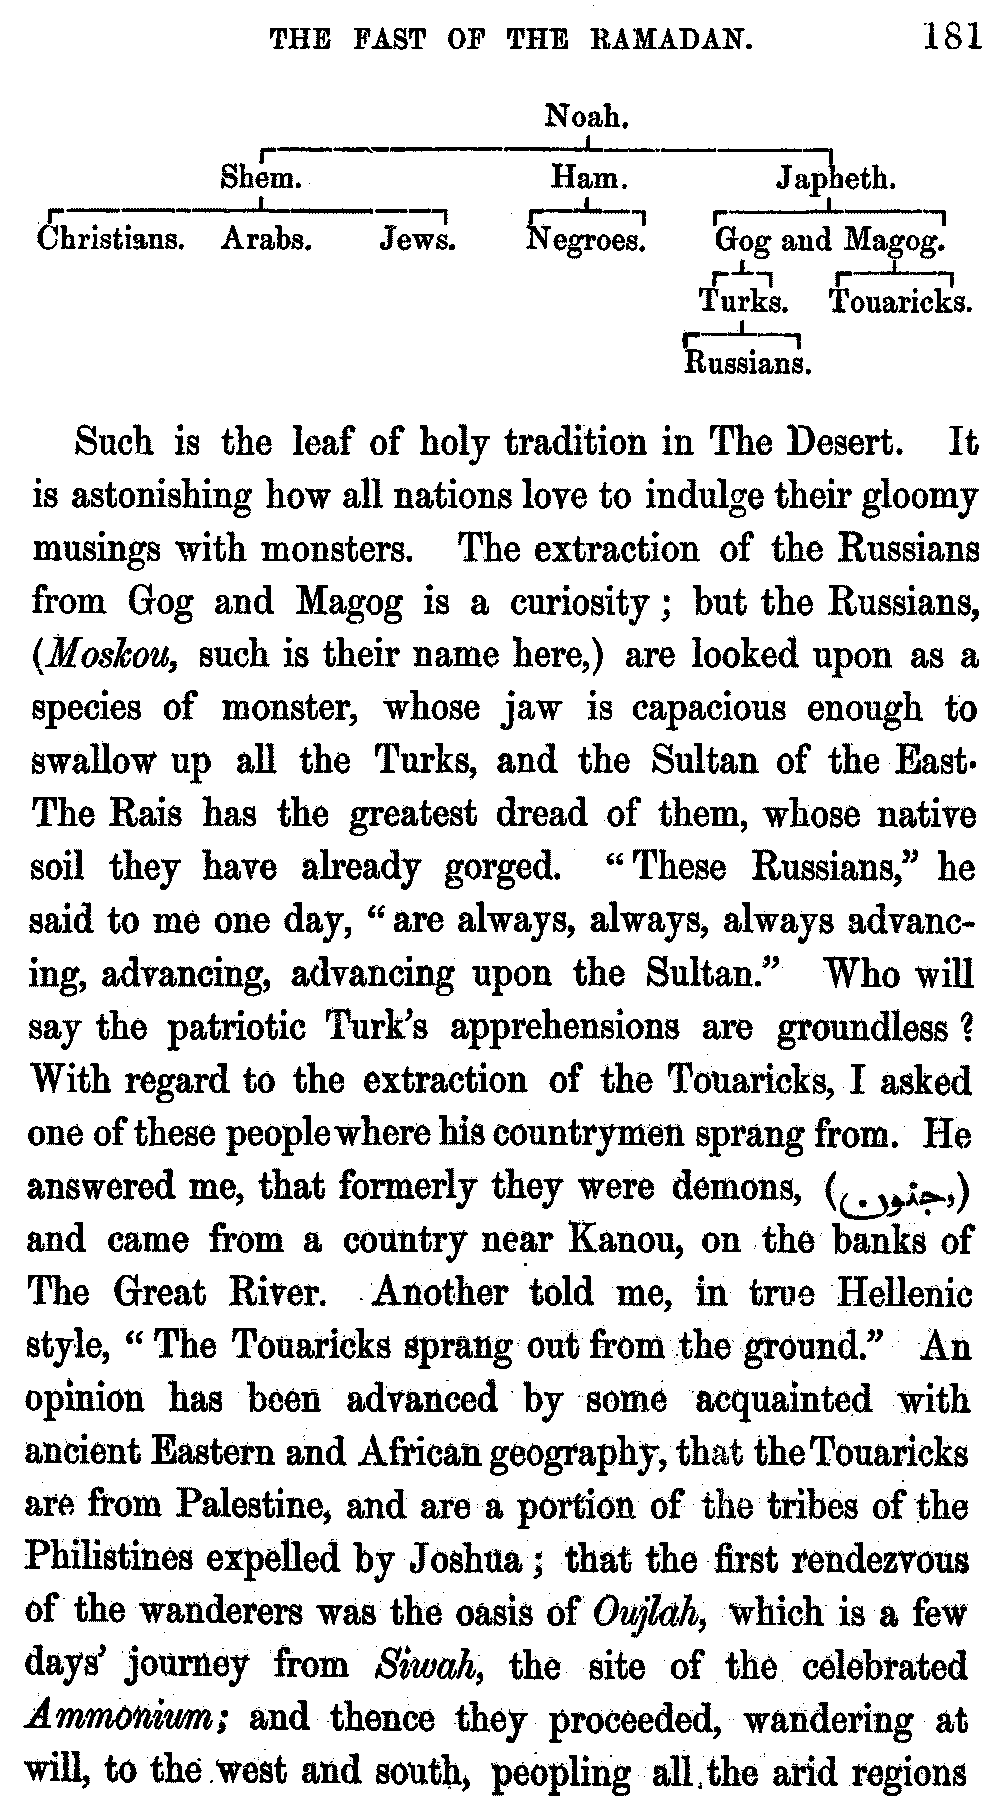 THE FAST OF THE RAMADAN. 181
Noah.
Shem. Ham. Japheth.
Christians. Arabs. Jews. Negroes. Gog and Magog.
Turks. Touaricks.
Russians.
Such is the leaf of holy tradition in The Desert. It
is astonishing how all nations love to indulge their gloomy
musings with monsters. The extraction of the Russians
from Gog and Magog is a curiosity; but the Russians,
(Moskou, such is their name here,) are looked upon as a
species of monster, whose jaw is capacious enough to
swallow up all the Turks, and the Sultan of the East.
The Rais has the greatest dread of them, whose native
soil they have already gorged. "These Russians," he
said to me one day, "are always, always, always advanc-
ing, advancing, advancing upon the Sultan." Who will
say the patriotic Turk's apprehensions are groundless?
With regard to the extraction of the Touaricks, I asked
one of these people where his countrymen sprang from. He
answered me, that formerly they were demons, (جنون,)
and came from a country near Kanou, on the banks of
The Great River. Another told me, in true Hellenic
style, "The Touaricks sprang out from the ground." An
opinion has been advanced by some acquainted with
ancient Eastern and African geography, that the Touaricks
are from Palestine, and are a portion of the tribes of the
Philistines expelled by Joshua; that the first rendezvous
of the wanderers was the oasis of Oujlah, which is a few
days' journey from Siwah, the site of the celebrated
Ammonium; and thence they proceeded, wandering at
will, to the west and south, peopling all the arid regions